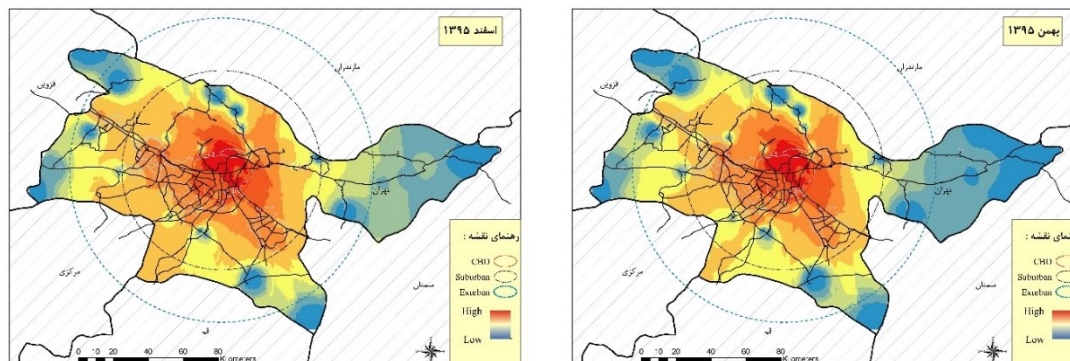 اسفند ۱۳۹۵
مازندران
قزوین
تهران
رهنمای نقشه :
CBD
Suburban
Exurban
High
Low
مرکزی
سمنان
قم
0 10 20 40 60 80
Kilometers
بهمن ۱۳۹۵
مازندران
قزوین
تهران
نمای نقشه :
CBD
Suburban
Exurban
High
Low
مرکزی
سمنان
قم
0 10 20 40 60 80
Kilometers